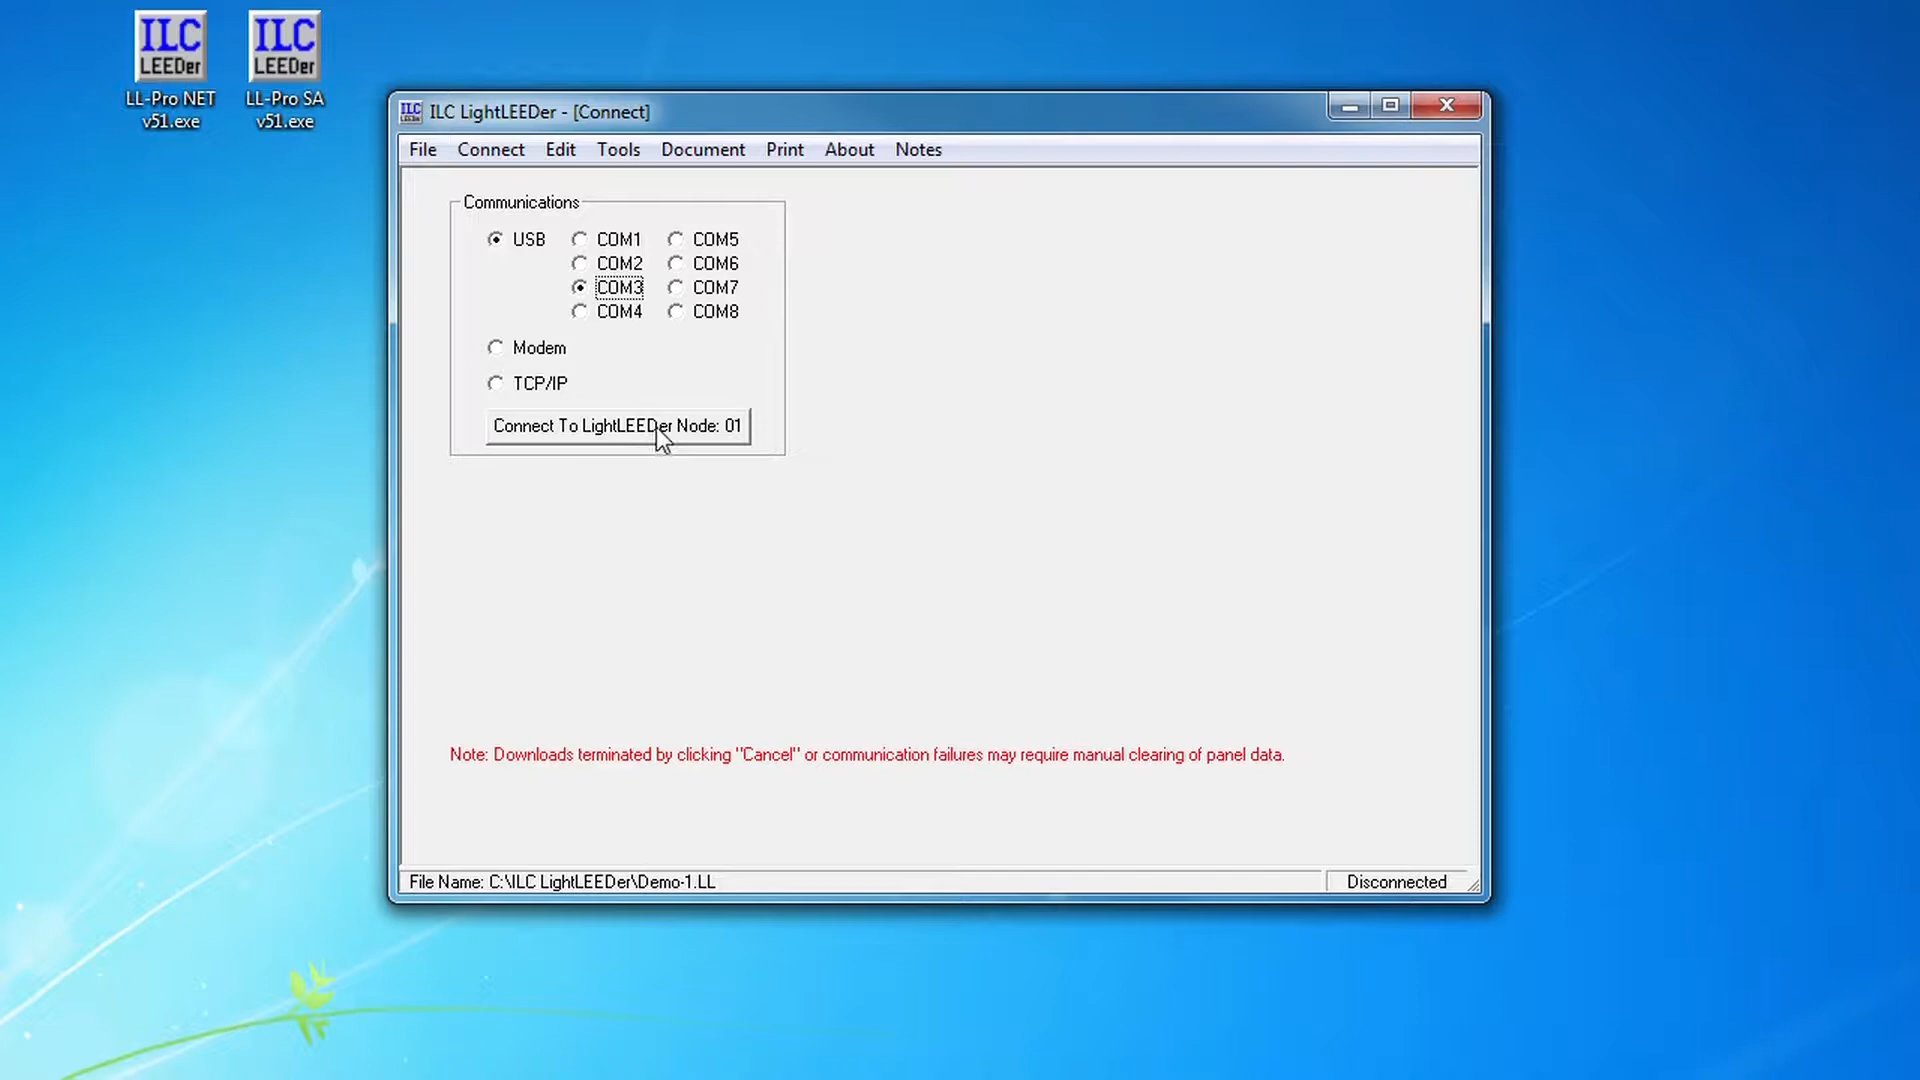 ILC
LEEDer
LL-Pro NET
v51.exe
ILC
LEEDer
LL-Pro SA
v51.exe
ILC LightLEEDer - [Connect]
File Connect Edit Tools Document Print About Notes
Communications
USB COM1 COM5
COM2 COM6
COM3 COM7
COM4 COM8
Modem
TCP/IP
Connect To LightLEEDer Node: 01
Note: Downloads terminated by clicking "Cancel" or communication failures may require manual clearing of panel data.
File Name: C:\ILC LightLEEDer\Demo-1.LL Disconnected